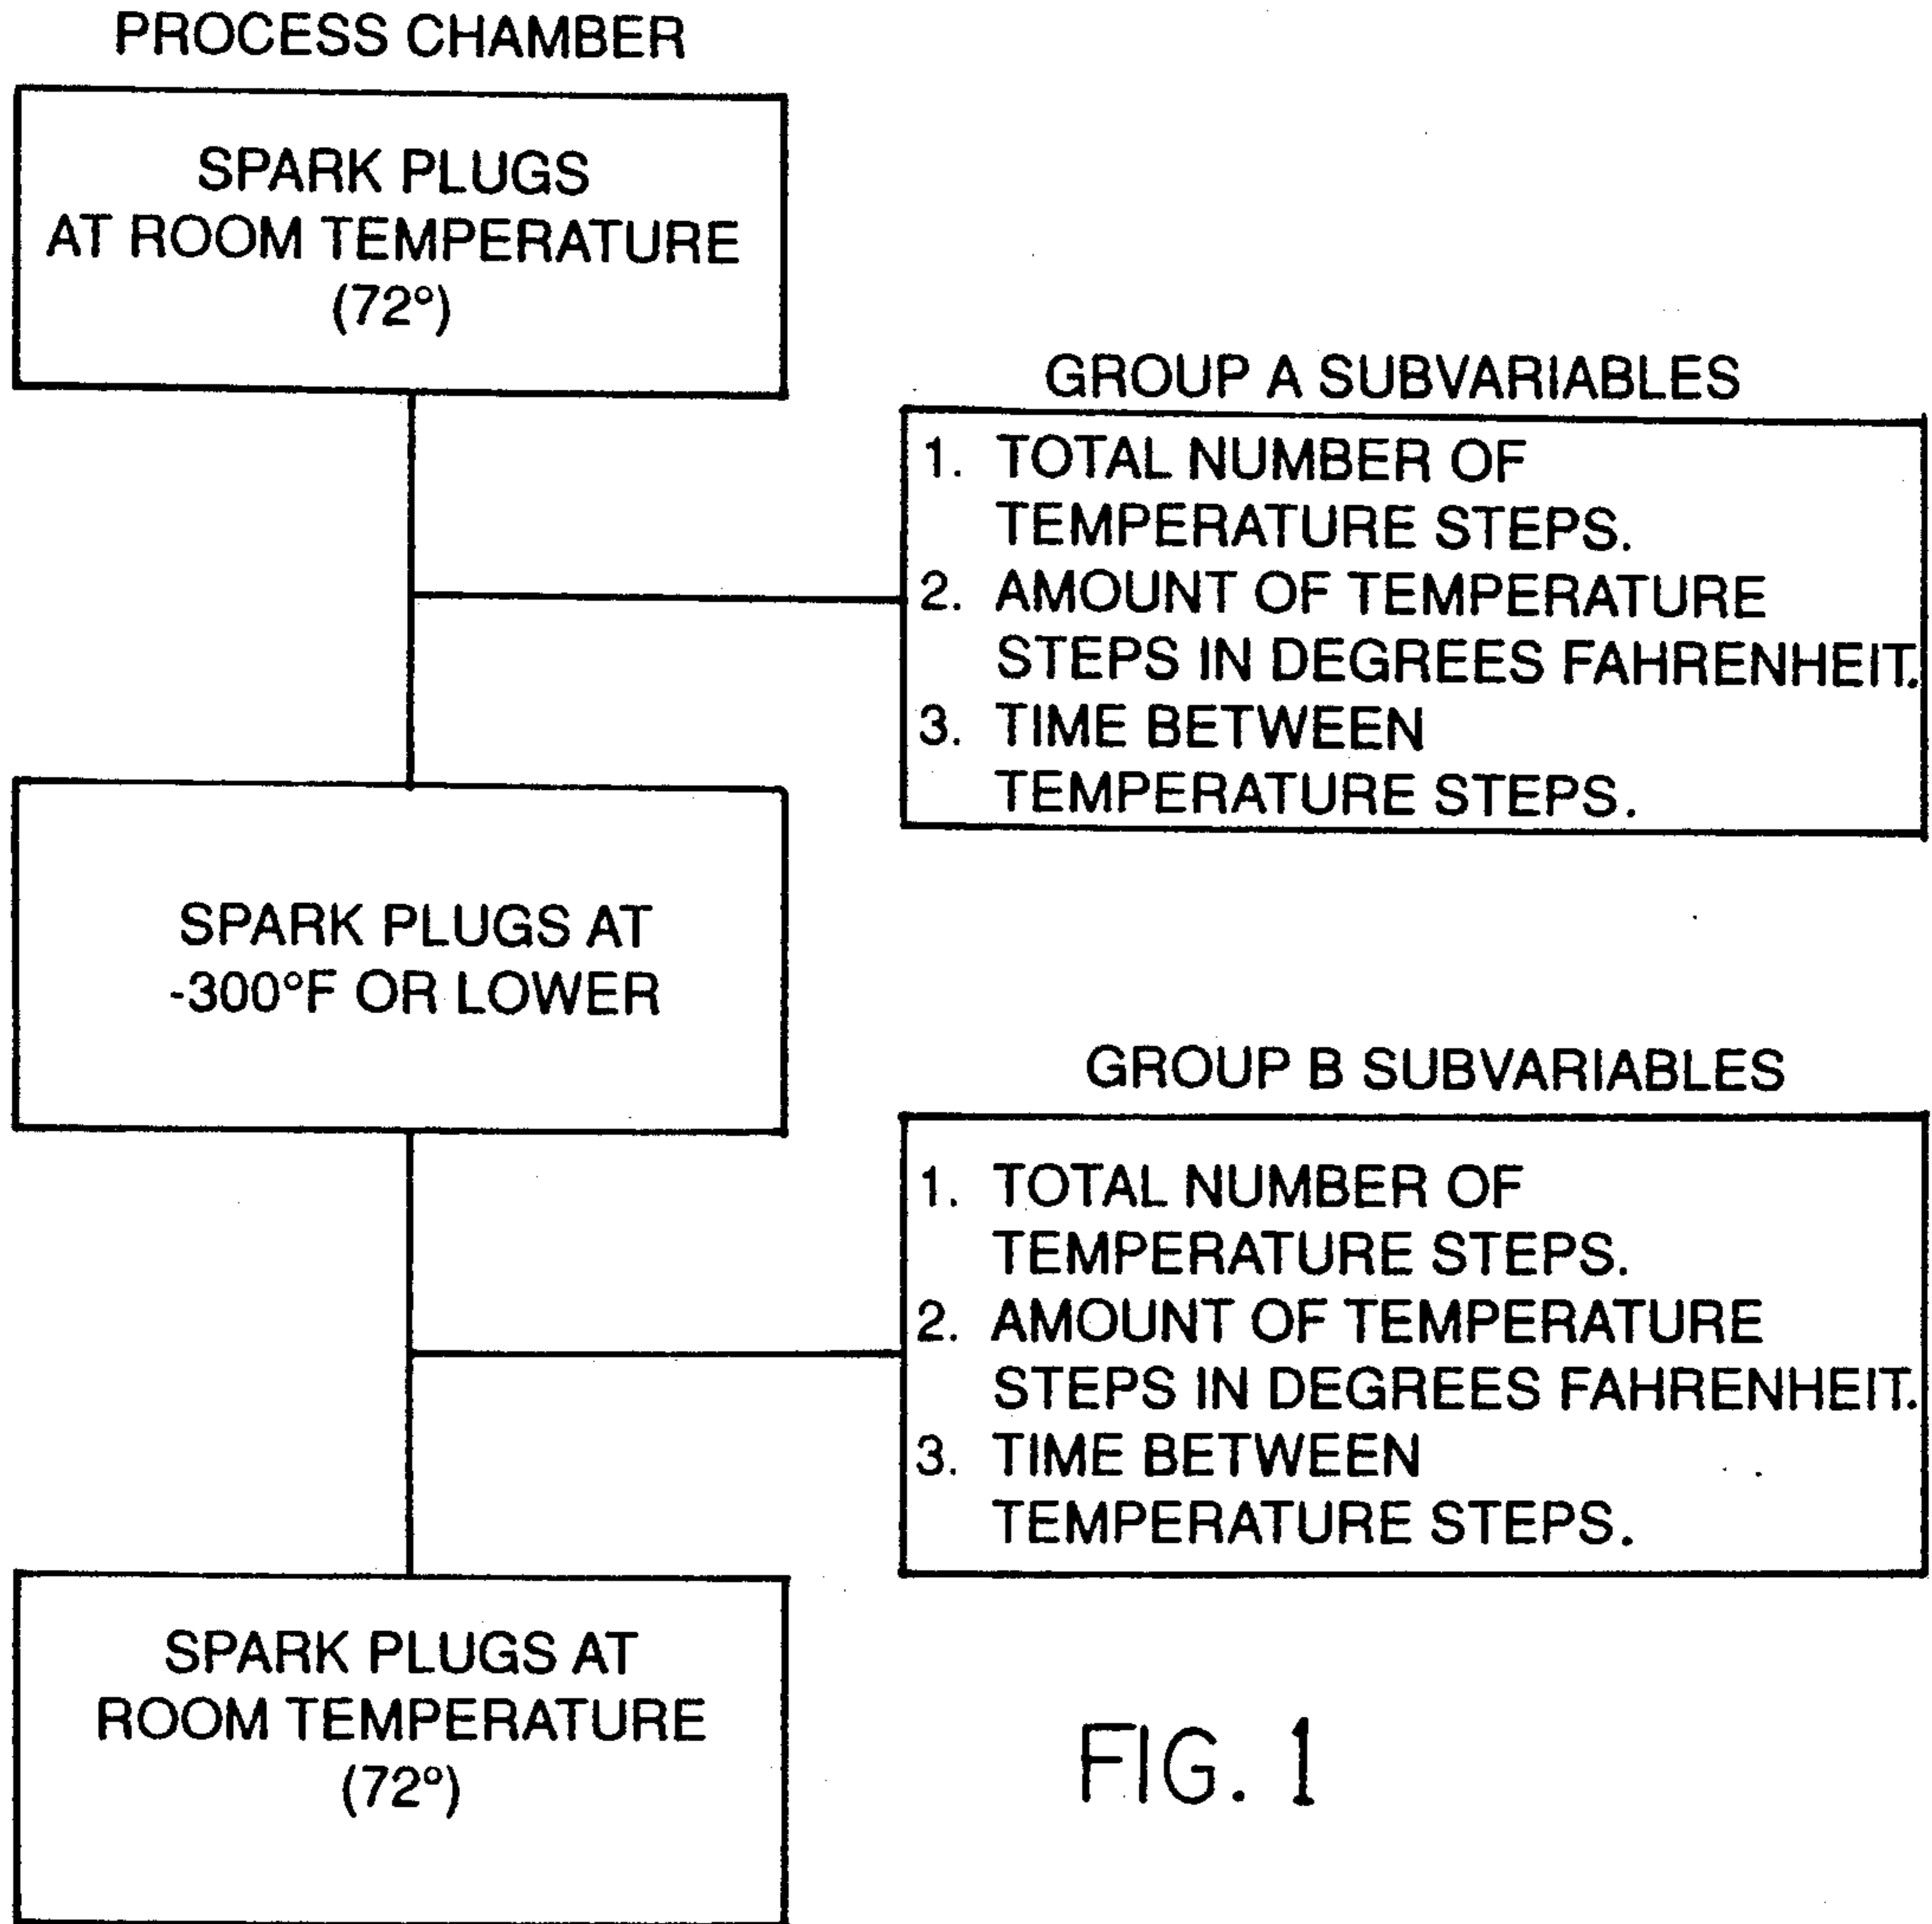 PROCESS CHAMBER
SPARK PLUGS
AT ROOM TEMPERATURE
(72°)
GROUP A SUBVARIABLES
1. TOTAL NUMBER OF
TEMPERATURE STEPS.
2. AMOUNT OF TEMPERATURE
STEPS IN DEGREES FAHRENHEIT.
3. TIME BETWEEN
TEMPERATURE STEPS.
SPARK PLUGS AT
-300°F OR LOWER
GROUP B SUBVARIABLES
1. TOTAL NUMBER OF
TEMPERATURE STEPS.
2. AMOUNT OF TEMPERATURE
STEPS IN DEGREES FAHRENHEIT.
3. TIME BETWEEN
TEMPERATURE STEPS.
SPARK PLUGS AT
ROOM TEMPERATURE
(72°)
FIG. 1